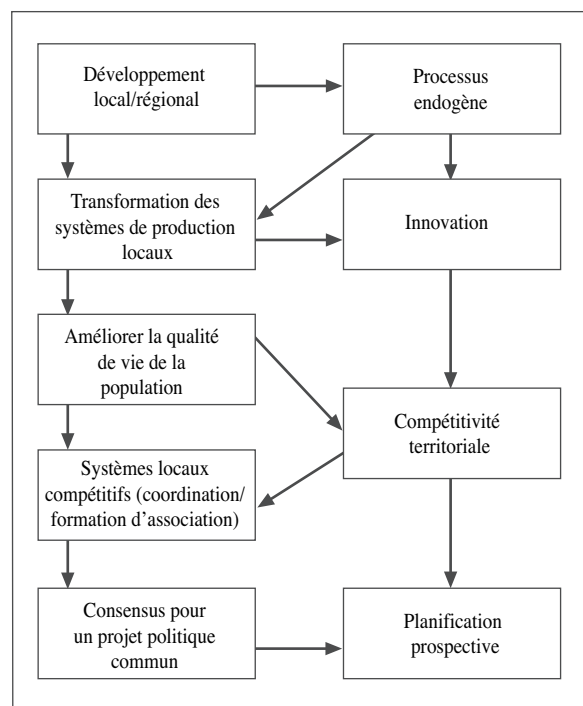 Développement
local/régional
Processus
endogène
Transformation des
systèmes de production
locaux
Innovation
Améliorer la qualité
de vie de la
population
Compétitivité
territoriale
Systèmes locaux
compétitifs (coordination/
formation d’association)
Consensus pour
un projet politique
commun
Planification
prospective